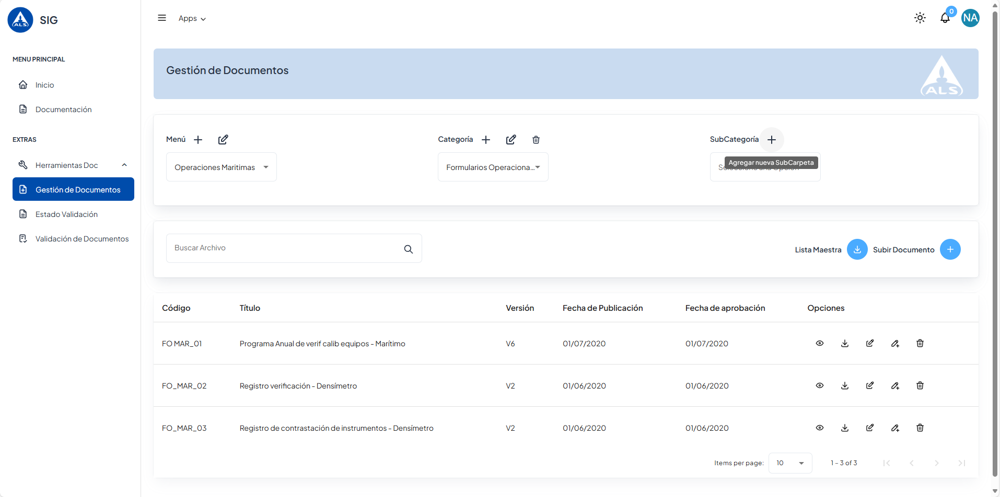 ALS
SIG
Apps
0
NA
MENU PRINCIPAL
Inicio
Documentación
EXTRAS
Herramientas Doc
Gestión de Documentos
Estado Validación
Validación de Documentos
Gestión de Documentos
ALS
Menú
Categoría
SubCategoría
Operaciones Maritimas
Formularios Operaciona...
Agregar nueva SubCarpeta
Buscar Archivo
Lista Maestra
Subir Documento
Código Título Versión Fecha de Publicación Fecha de aprobación Opciones
FO MAR_01 Programa Anual de verif calib equipos - Marítimo V6 01/07/2020 01/07/2020
FO_MAR_02 Registro verificación - Densímetro V2 01/06/2020 01/06/2020
FO_MAR_03 Registro de contrastación de instrumentos - Densímetro V2 01/06/2020 01/06/2020
Items per page: 10 1 – 3 of 3